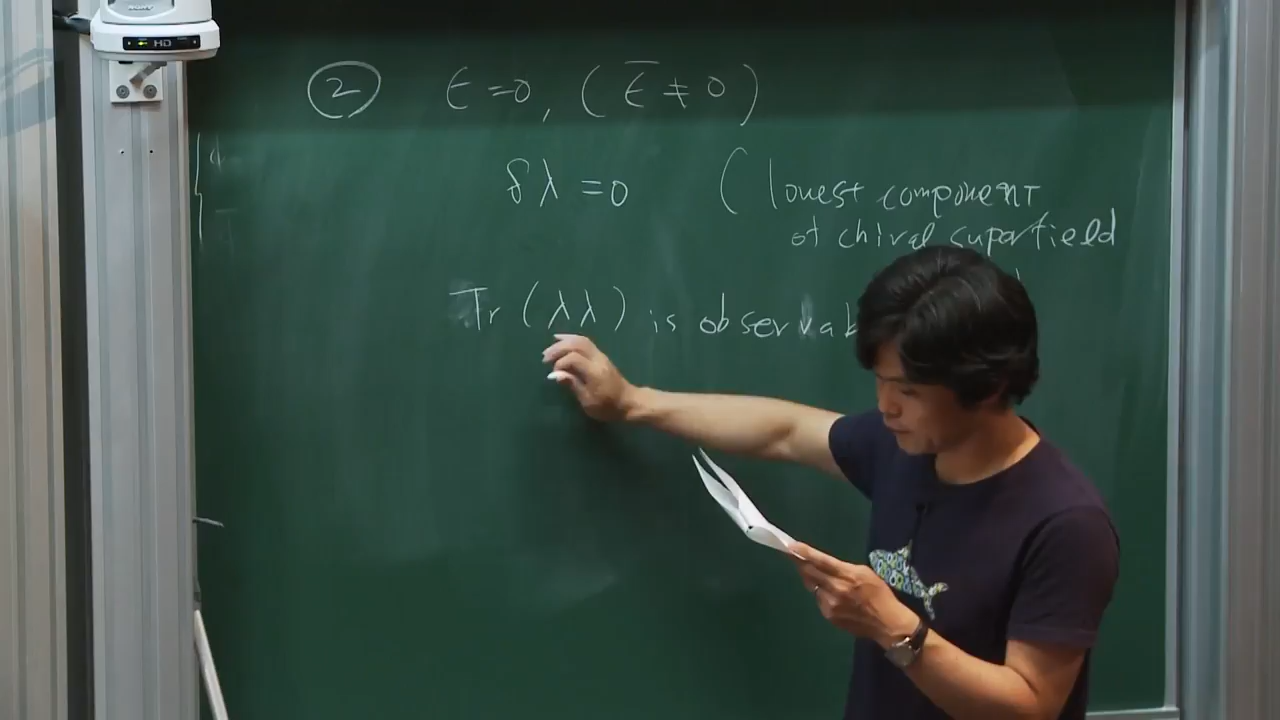 SONY
HD
② ϵ=0, (ϵ̄≠0)
δλ=0 (lowest component
of chiral superfield
Tr(λλ) is observab